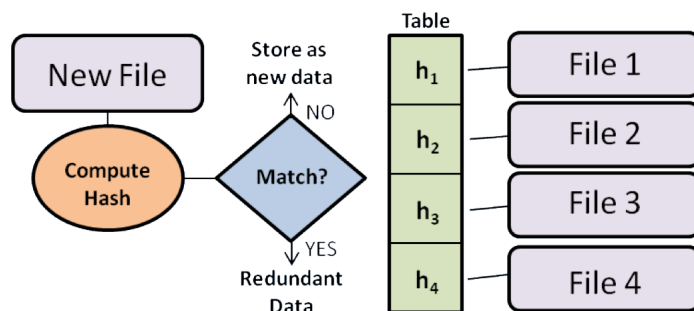 New File
Compute
Hash
Match?
Store as
new data
NO
YES
Redundant
Data
Table
h₁
File 1
h₂
File 2
h₃
File 3
h₄
File 4